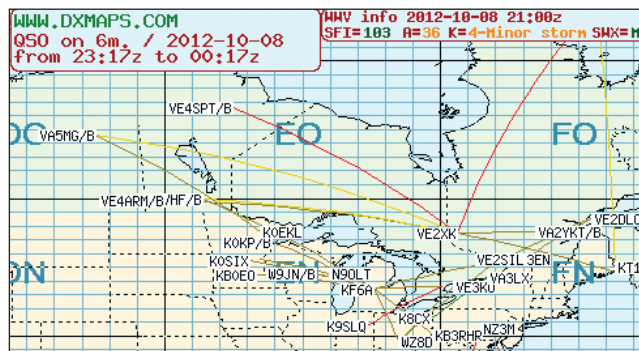 WWW.DXMAPS.COM
QSO on 6m. / 2012-10-08
from 23:17z to 00:17z
WWV info 2012-10-08 21:00z
SFI=103 A=36 K=4-Minor storm SWX=M
VE4SPT/B
EO
FO
VA5MG/B
VE4ARM/B/HF/B
VE2DLC
K0EKL
VE2XK
VA2YKT/B
K0KP/B
K0SIX
VE2SIL 3EN
EN
FN
KT1
KB0EO
W9JN/B
N9OLT
VA3LX
KF6A
VE3KU
K9SLQ
K8CX
NZ3M
KB3RHR
WZ8D